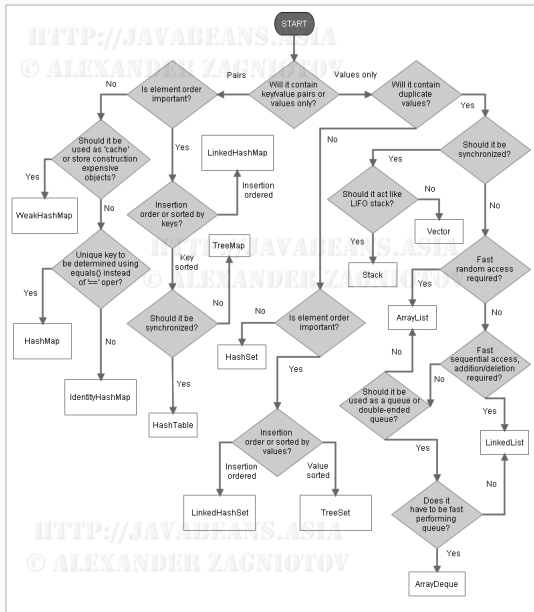 START
HTTP://JAVABEANS.ASIA
© ALEXANDER ZAGNIOTOV
Pairs
Values only
Is element order
important?
Will it contain
key/value pairs or
values only?
Will it contain
duplicate
values?
No
Yes
No
Yes
Should it be
used as 'cache'
or store construction
expensive
objects?
LinkedHashMap
Should it be
synchronized?
Yes
Yes
No
WeakHashMap
No
Insertion
order or sorted by
keys?
Insertion
ordered
Should it act like
LIFO stack?
No
Vector
Yes
Stack
Unique key to
be determined using
equals() instead
of '==' oper?
Key
sorted
TreeMap
Fast
random access
required?
Yes
No
Yes
HashMap
No
IdentityHashMap
Should it be
synchronized?
No
Yes
HashTable
Is element order
important?
No
HashSet
Yes
ArrayList
No
Fast
sequential access,
addition/deletion
required?
No
Yes
LinkedList
Should it be
used as a queue or
double-ended
queue?
Yes
Insertion
order or sorted by
values?
Insertion
ordered
Value
sorted
LinkedHashSet
TreeSet
Does it
have to be fast
performing
queue?
No
Yes
ArrayDeque
HTTP://JAVABEANS.ASIA
© ALEXANDER ZAGNIOTOV